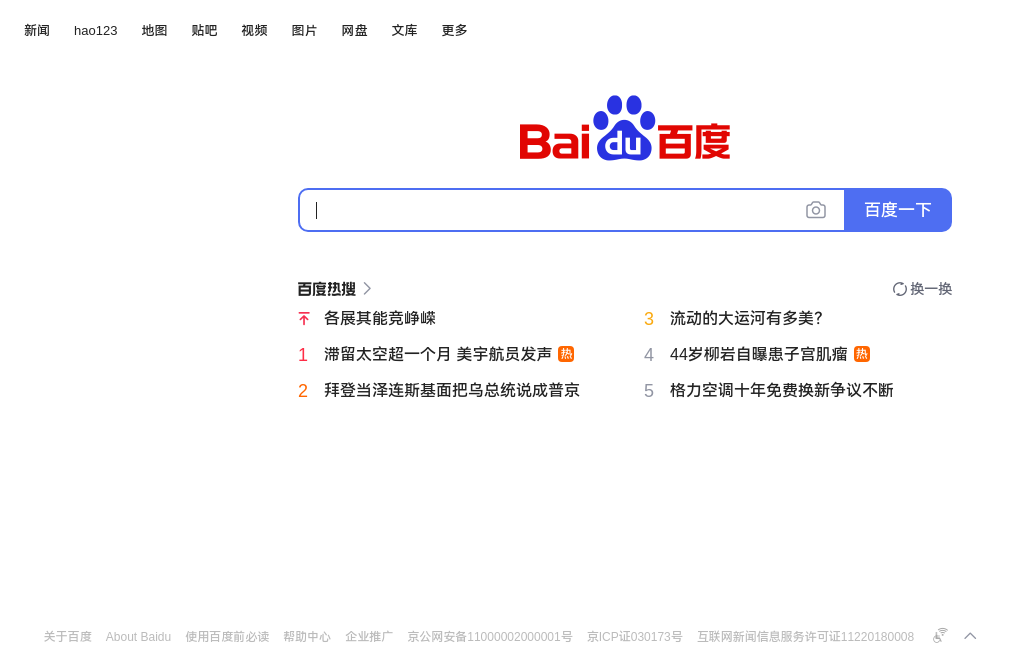 新闻 hao123 地图 贴吧 视频 图片 网盘 文库 更多
Bai du 百度
百度一下
百度热搜
换一换
各展其能竞峥嵘
1 滞留太空超一个月 美宇航员发声 热
2 拜登当泽连斯基面把乌总统说成普京
3 流动的大运河有多美?
4 44岁柳岩自曝患子宫肌瘤 热
5 格力空调十年免费换新争议不断
关于百度 About Baidu 使用百度前必读 帮助中心 企业推广 京公网安备11000002000001号 京ICP证030173号 互联网新闻信息服务许可证11220180008